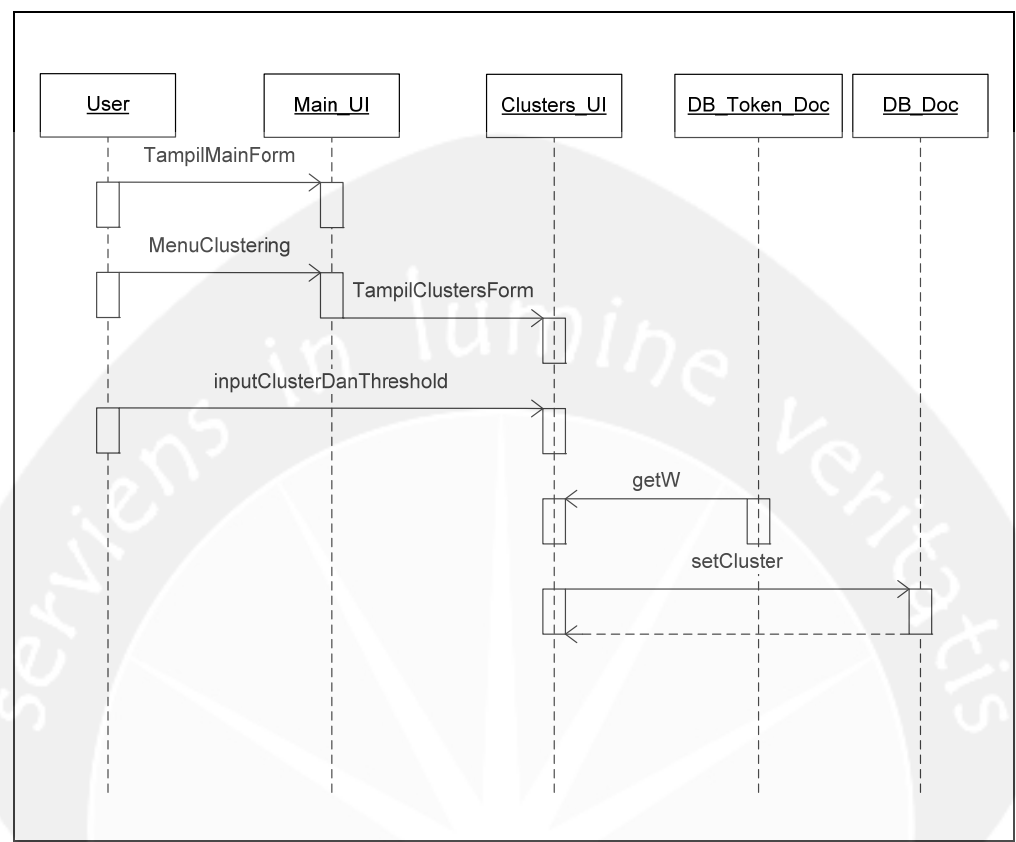 User
Main_UI
Clusters_UI
DB_Token_Doc
DB_Doc
TampilMainForm
MenuClustering
TampilClustersForm
inputClusterDanThreshold
getW
setCluster
serviens in lumine veritatis